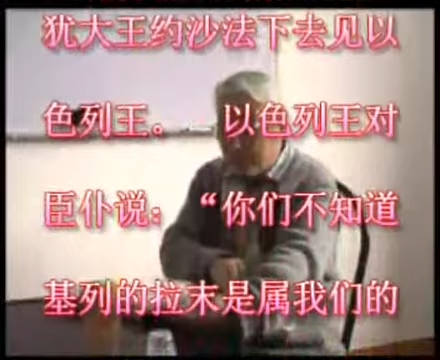 犹大王约沙法下去见以
色列王。 以色列王对
臣仆说：“你们不知道
基列的拉末是属我们的